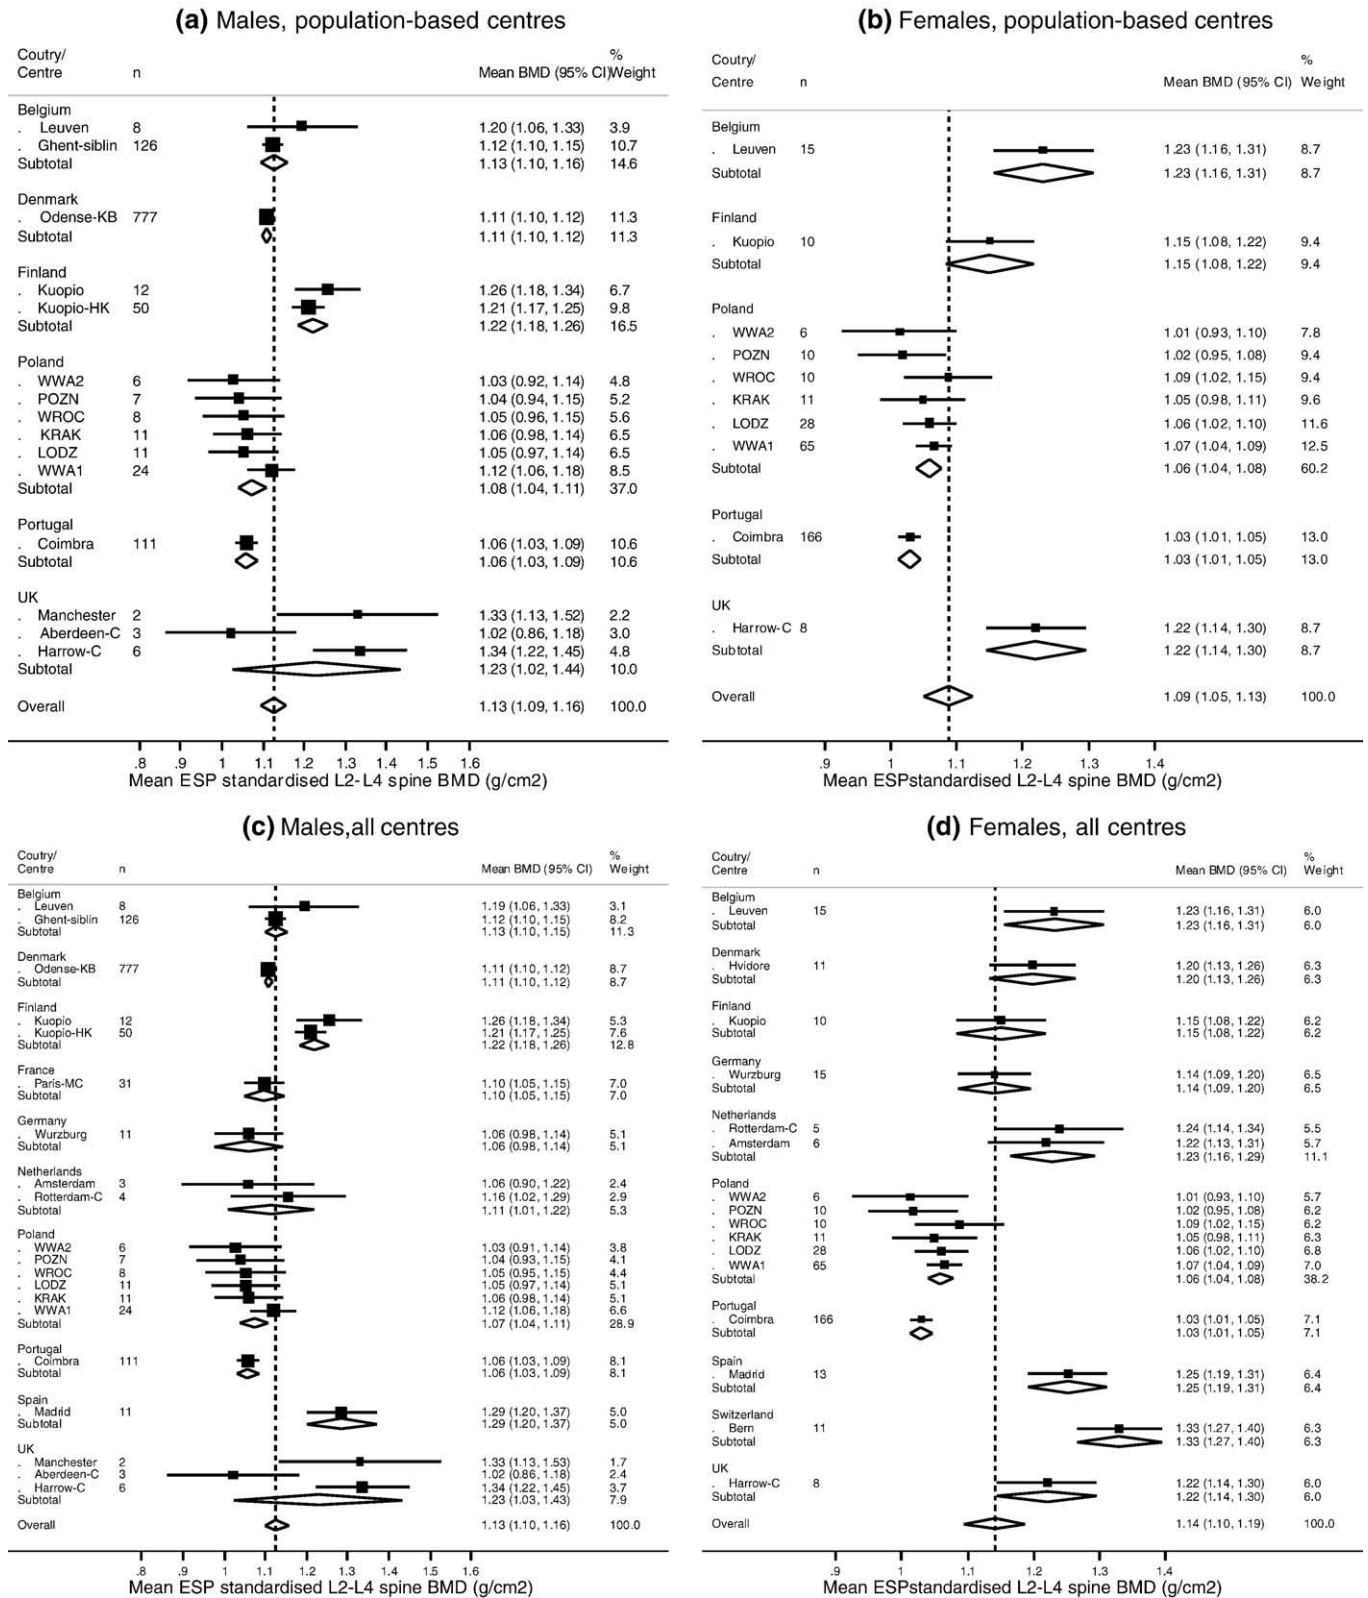 (a) Males, population-based centres
Coutry/ %
Centre n Mean BMD (95% CI) Weight
Belgium
. Leuven 8 1.20 (1.06, 1.33) 3.9
. Ghent-siblin 126 1.12 (1.10, 1.15) 10.7
Subtotal 1.13 (1.10, 1.16) 14.6
Denmark
. Odense-KB 777 1.11 (1.10, 1.12) 11.3
Subtotal 1.11 (1.10, 1.12) 11.3
Finland
. Kuopio 12 1.26 (1.18, 1.34) 6.7
. Kuopio-HK 50 1.21 (1.17, 1.25) 9.8
Subtotal 1.22 (1.18, 1.26) 16.5
Poland
. WWA2 6 1.03 (0.92, 1.14) 4.8
. POZN 7 1.04 (0.94, 1.15) 5.2
. WROC 8 1.05 (0.96, 1.15) 5.6
. KRAK 11 1.06 (0.98, 1.14) 6.5
. LODZ 11 1.05 (0.97, 1.14) 6.5
. WWA1 24 1.12 (1.06, 1.18) 8.5
Subtotal 1.08 (1.04, 1.11) 37.0
Portugal
. Coimbra 111 1.06 (1.03, 1.09) 10.6
Subtotal 1.06 (1.03, 1.09) 10.6
UK
. Manchester 2 1.33 (1.13, 1.52) 2.2
. Aberdeen-C 3 1.02 (0.86, 1.18) 3.0
. Harrow-C 6 1.34 (1.22, 1.45) 4.8
Subtotal 1.23 (1.02, 1.44) 10.0
Overall 1.13 (1.09, 1.16) 100.0
.8 .9 1 1.1 1.2 1.3 1.4 1.5 1.6
Mean ESP standardised L2-L4 spine BMD (g/cm2)
(b) Females, population-based centres
Coutry/ %
Centre n Mean BMD (95% CI) Weight
Belgium
. Leuven 15 1.23 (1.16, 1.31) 8.7
Subtotal 1.23 (1.16, 1.31) 8.7
Finland
. Kuopio 10 1.15 (1.08, 1.22) 9.4
Subtotal 1.15 (1.08, 1.22) 9.4
Poland
. WWA2 6 1.01 (0.93, 1.10) 7.8
. POZN 10 1.02 (0.95, 1.08) 9.4
. WROC 10 1.09 (1.02, 1.15) 9.4
. KRAK 11 1.05 (0.98, 1.11) 9.6
. LODZ 28 1.06 (1.02, 1.10) 11.6
. WWA1 65 1.07 (1.04, 1.09) 12.5
Subtotal 1.06 (1.04, 1.08) 60.2
Portugal
. Coimbra 166 1.03 (1.01, 1.05) 13.0
Subtotal 1.03 (1.01, 1.05) 13.0
UK
. Harrow-C 8 1.22 (1.14, 1.30) 8.7
Subtotal 1.22 (1.14, 1.30) 8.7
Overall 1.09 (1.05, 1.13) 100.0
.9 1 1.1 1.2 1.3 1.4
Mean ESPstandardised L2-L4 spine BMD (g/cm2)
(c) Males,all centres
Coutry/ %
Centre n Mean BMD (95% CI) Weight
Belgium
. Leuven 8 1.19 (1.06, 1.33) 3.1
. Ghent-siblin 126 1.12 (1.10, 1.15) 8.2
Subtotal 1.13 (1.10, 1.15) 11.3
Denmark
. Odense-KB 777 1.11 (1.10, 1.12) 8.7
Subtotal 1.11 (1.10, 1.12) 8.7
Finland
. Kuopio 12 1.26 (1.18, 1.34) 5.3
. Kuopio-HK 50 1.21 (1.17, 1.25) 7.6
Subtotal 1.22 (1.18, 1.26) 12.8
France
. Paris-MC 31 1.10 (1.05, 1.15) 7.0
Subtotal 1.10 (1.05, 1.15) 7.0
Germany
. Wurzburg 11 1.06 (0.98, 1.14) 5.1
Subtotal 1.06 (0.98, 1.14) 5.1
Netherlands
. Amsterdam 3 1.06 (0.90, 1.22) 2.4
. Rotterdam-C 4 1.16 (1.02, 1.29) 2.9
Subtotal 1.11 (1.01, 1.22) 5.3
Poland
. WWA2 6 1.03 (0.91, 1.14) 3.8
. POZN 7 1.04 (0.93, 1.15) 4.1
. WROC 8 1.05 (0.95, 1.15) 4.4
. LODZ 11 1.05 (0.97, 1.14) 5.1
. KRAK 11 1.06 (0.98, 1.14) 5.1
. WWA1 24 1.12 (1.06, 1.18) 6.6
Subtotal 1.07 (1.04, 1.11) 28.9
Portugal
. Coimbra 111 1.06 (1.03, 1.09) 8.1
Subtotal 1.06 (1.03, 1.09) 8.1
Spain
. Madrid 11 1.29 (1.20, 1.37) 5.0
Subtotal 1.29 (1.20, 1.37) 5.0
UK
. Manchester 2 1.33 (1.13, 1.53) 1.7
. Aberdeen-C 3 1.02 (0.86, 1.18) 2.4
. Harrow-C 6 1.34 (1.22, 1.45) 3.7
Subtotal 1.23 (1.03, 1.43) 7.9
Overall 1.13 (1.10, 1.16) 100.0
.8 .9 1 1.1 1.2 1.3 1.4 1.5 1.6
Mean ESP standardised L2-L4 spine BMD (g/cm2)
(d) Females, all centres
Coutry/ %
Centre n Mean BMD (95% CI) Weight
Belgium
. Leuven 15 1.23 (1.16, 1.31) 6.0
Subtotal 1.23 (1.16, 1.31) 6.0
Denmark
. Hvidore 11 1.20 (1.13, 1.26) 6.3
Subtotal 1.20 (1.13, 1.26) 6.3
Finland
. Kuopio 10 1.15 (1.08, 1.22) 6.2
Subtotal 1.15 (1.08, 1.22) 6.2
Germany
. Wurzburg 15 1.14 (1.09, 1.20) 6.5
Subtotal 1.14 (1.09, 1.20) 6.5
Netherlands
. Rotterdam-C 5 1.24 (1.14, 1.34) 5.5
. Amsterdam 6 1.22 (1.13, 1.31) 5.7
Subtotal 1.23 (1.16, 1.29) 11.1
Poland
. WWA2 6 1.01 (0.93, 1.10) 5.7
. POZN 10 1.02 (0.95, 1.08) 6.2
. WROC 10 1.09 (1.02, 1.15) 6.2
. KRAK 11 1.05 (0.98, 1.11) 6.3
. LODZ 28 1.06 (1.02, 1.10) 6.8
. WWA1 65 1.07 (1.04, 1.09) 7.0
Subtotal 1.06 (1.04, 1.08) 38.2
Portugal
. Coimbra 166 1.03 (1.01, 1.05) 7.1
Subtotal 1.03 (1.01, 1.05) 7.1
Spain
. Madrid 13 1.25 (1.19, 1.31) 6.4
Subtotal 1.25 (1.19, 1.31) 6.4
Switzerland
. Bern 11 1.33 (1.27, 1.40) 6.3
Subtotal 1.33 (1.27, 1.40) 6.3
UK
. Harrow-C 8 1.22 (1.14, 1.30) 6.0
Subtotal 1.22 (1.14, 1.30) 6.0
Overall 1.14 (1.10, 1.19) 100.0
.9 1 1.1 1.2 1.3 1.4
Mean ESPstandardised L2-L4 spine BMD (g/cm2)